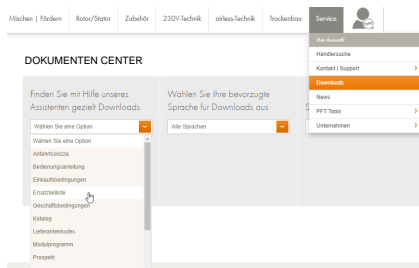 Mischen | Fördern Rotor/Stator Zubehör 230V-Technik airless-Technik Trockenbau Service
Ihre Auswahl
Händlersuche
Kontakt | Support
Downloads
News
PFT Tools
Unternehmen
DOKUMENTEN CENTER
Finden Sie mit Hilfe unseres
Assistenten gezielt Downloads
Wählen Sie eine Option
Wählen Sie eine Option
Anfahrtsskizze
Bedienungsanleitung
Einkaufsbedingungen
Ersatzteilliste
Geschäftsbedingungen
Katalog
Lieferantenkodex
Modulprogramm
Prospekt
Wählen Sie Ihre bevorzugte
Sprache für Downloads aus
Alle Sprachen
S